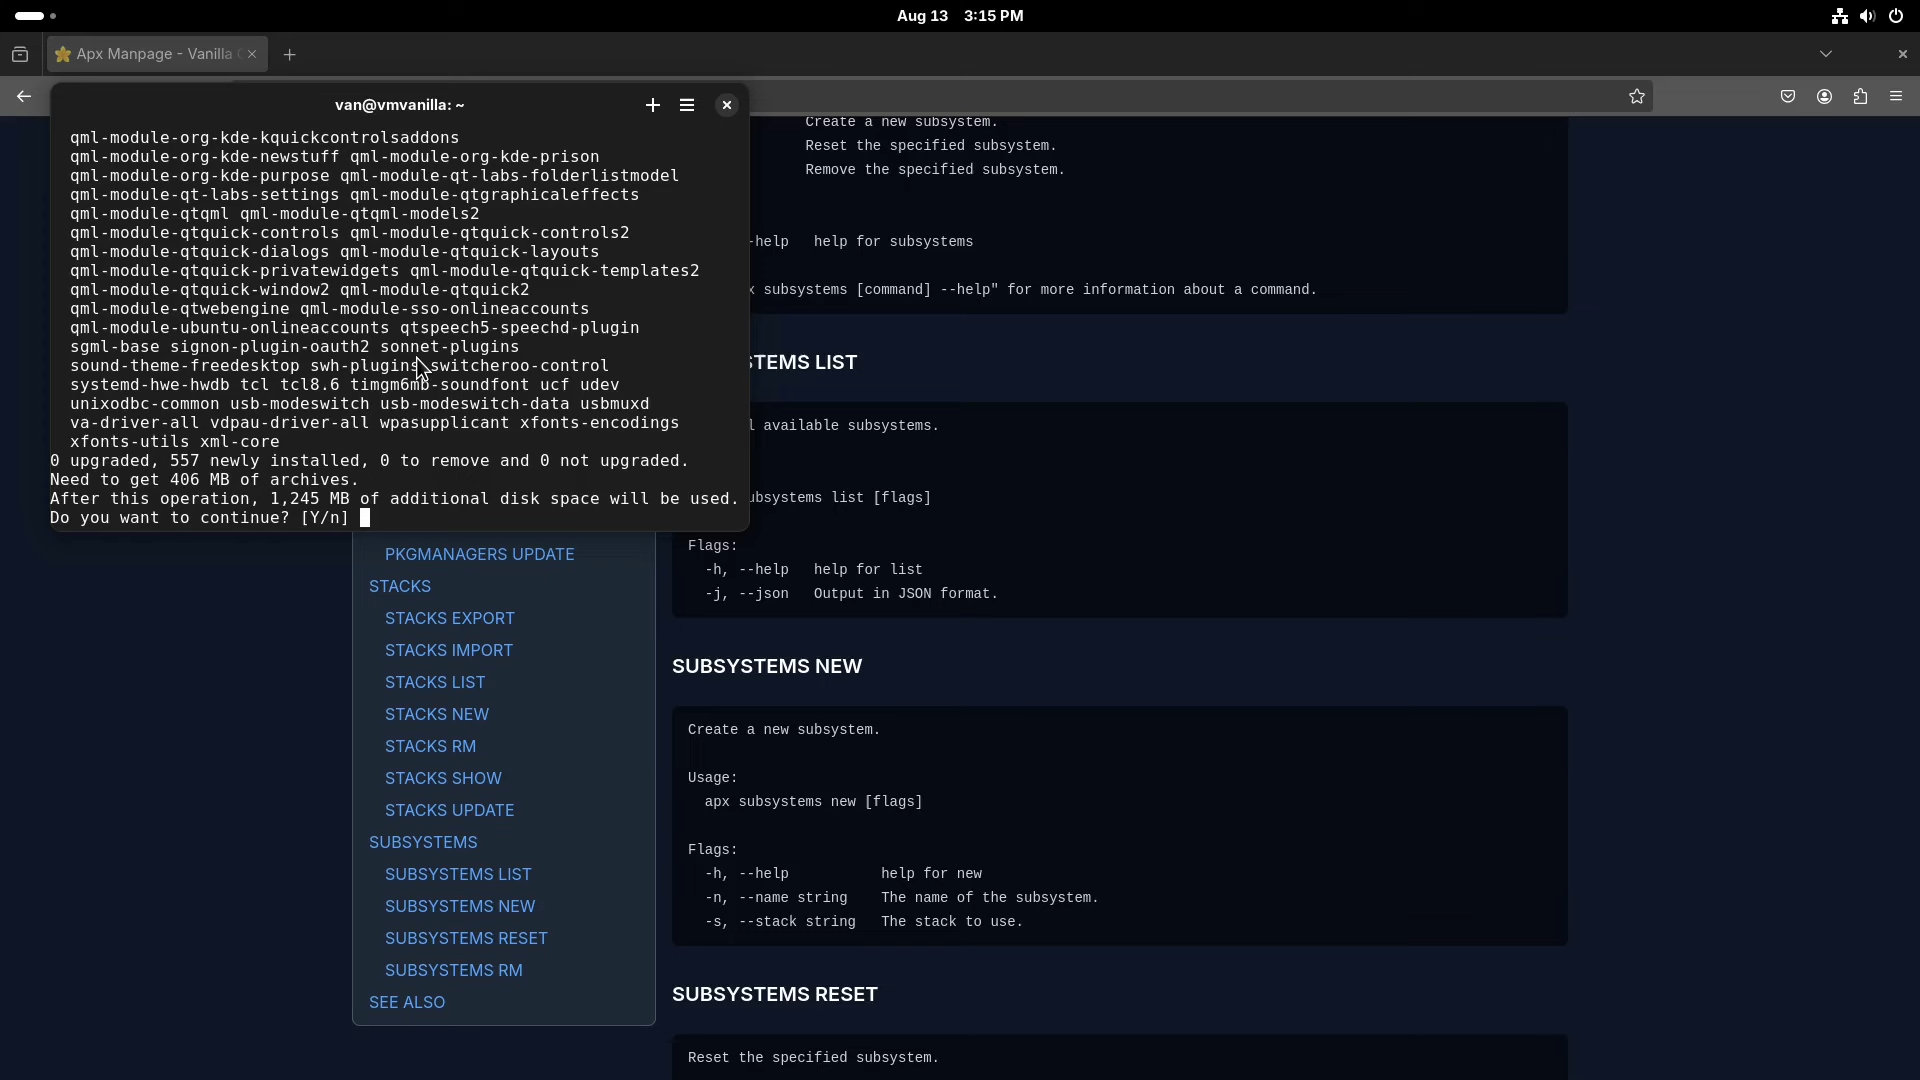 Aug 13 3:15 PM
Apx Manpage - Vanilla
van@vmvanilla: ~
qml-module-org-kde-kquickcontrolsaddons
qml-module-org-kde-newstuff qml-module-org-kde-prison
qml-module-org-kde-purpose qml-module-qt-labs-folderlistmodel
qml-module-qt-labs-settings qml-module-qtgraphicaleffects
qml-module-qtqml qml-module-qtqml-models2
qml-module-qtquick-controls qml-module-qtquick-controls2
qml-module-qtquick-dialogs qml-module-qtquick-layouts
qml-module-qtquick-privatewidgets qml-module-qtquick-templates2
qml-module-qtquick-window2 qml-module-qtquick2
qml-module-qtwebengine qml-module-sso-onlineaccounts
qml-module-ubuntu-onlineaccounts qtspeech5-speechd-plugin
sgml-base signon-plugin-oauth2 sonnet-plugins
sound-theme-freedesktop swh-plugins switcheroo-control
systemd-hwe-hwdb tcl tcl8.6 timgm6mb-soundfont ucf udev
unixodbc-common usb-modeswitch usb-modeswitch-data usbmuxd
va-driver-all vdpau-driver-all wpasupplicant xfonts-encodings
xfonts-utils xml-core
0 upgraded, 557 newly installed, 0 to remove and 0 not upgraded.
Need to get 406 MB of archives.
After this operation, 1,245 MB of additional disk space will be used.
Do you want to continue? [Y/n]
PKGMANAGERS UPDATE
STACKS
STACKS EXPORT
STACKS IMPORT
STACKS LIST
STACKS NEW
STACKS RM
STACKS SHOW
STACKS UPDATE
SUBSYSTEMS
SUBSYSTEMS LIST
SUBSYSTEMS NEW
SUBSYSTEMS RESET
SUBSYSTEMS RM
SEE ALSO
Create a new subsystem.
Reset the specified subsystem.
Remove the specified subsystem.
-help help for subsystems
subsystems [command] --help" for more information about a command.
STEMS LIST
available subsystems.
ubsystems list [flags]
Flags:
-h, --help help for list
-j, --json Output in JSON format.
SUBSYSTEMS NEW
Create a new subsystem.
Usage:
apx subsystems new [flags]
Flags:
-h, --help help for new
-n, --name string The name of the subsystem.
-s, --stack string The stack to use.
SUBSYSTEMS RESET
Reset the specified subsystem.